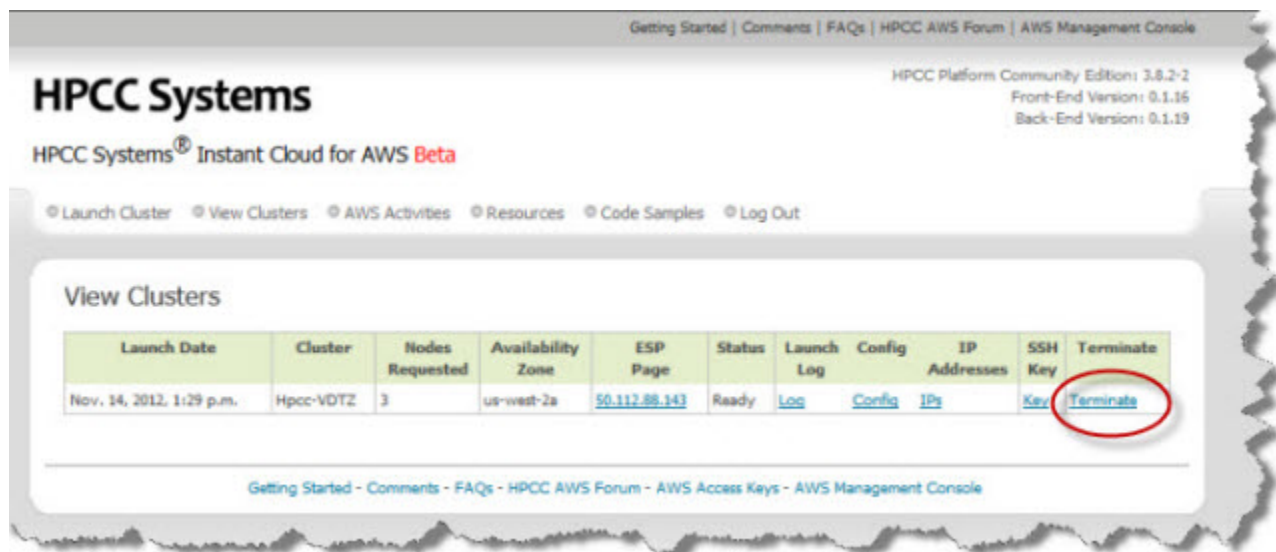 Getting Started | Comments | FAQs | HPCC AWS Forum | AWS Management Console
HPCC Systems
HPCC Platform Community Edition: 3.8.2-2
Front-End Version: 0.1.16
Back-End Version: 0.1.19
HPCC Systems® Instant Cloud for AWS Beta
Launch Cluster View Clusters AWS Activities Resources Code Samples Log Out
View Clusters
Launch Date Cluster Nodes Requested Availability Zone ESP Page Status Launch Log Config IP Addresses SSH Key Terminate
Nov. 14, 2012, 1:29 p.m. Hpcc-VDTZ 3 us-west-2a 50.112.88.143 Ready Log Config IPs Key Terminate
Getting Started - Comments - FAQs - HPCC AWS Forum - AWS Access Keys - AWS Management Console